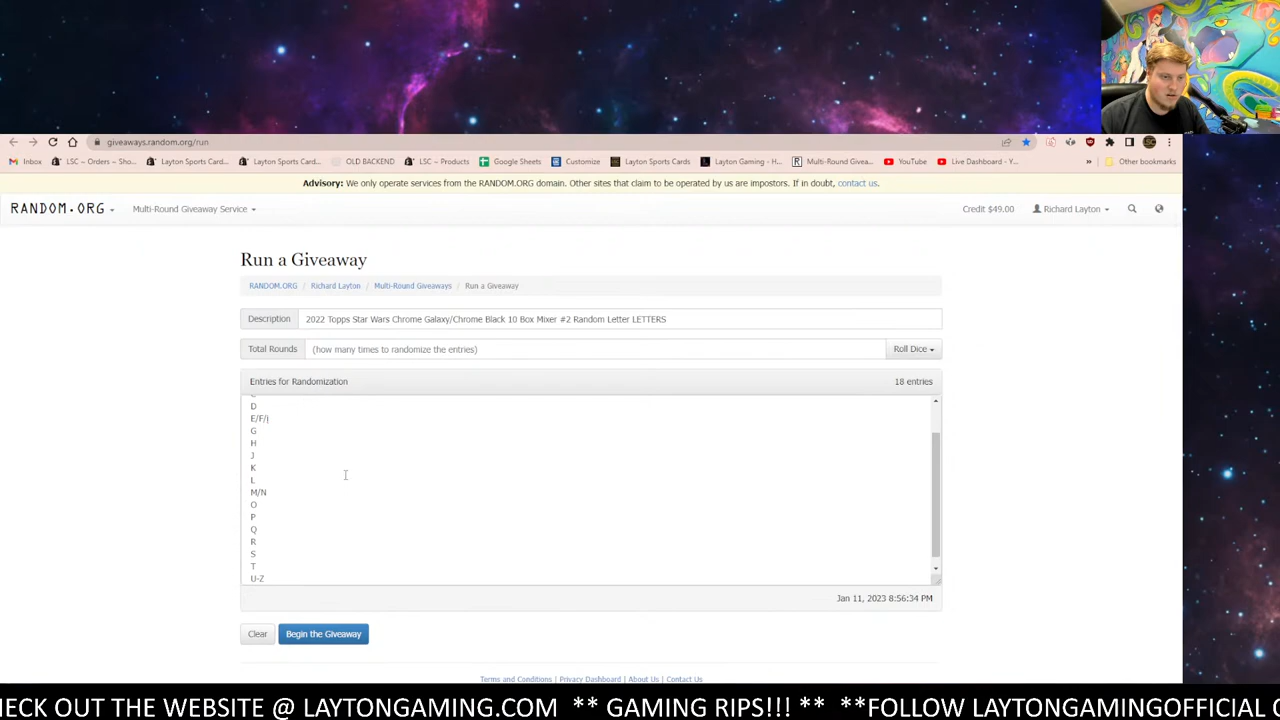 giveaways.random.org/run
Inbox LSC – Orders – Sho... Layton Sports Card... Layton Sports Card... OLD BACKEND LSC – Products Google Sheets Customize Layton Sports Cards Layton Gaming - H... Multi-Round Givea... YouTube Live Dashboard - Y... » Other bookmarks
Advisory: We only operate services from the RANDOM.ORG domain. Other sites that claim to be operated by us are impostors. If in doubt, contact us.
RANDOM.ORG Multi-Round Giveaway Service Credit $49.00 Richard Layton
Run a Giveaway
RANDOM.ORG / Richard Layton / Multi-Round Giveaways / Run a Giveaway
Description 2022 Topps Star Wars Chrome Galaxy/Chrome Black 10 Box Mixer #2 Random Letter LETTERS
Total Rounds (how many times to randomize the entries) Roll Dice
Entries for Randomization 18 entries
D
E/F/I
G
H
J
K
L
M/N
O
P
Q
R
S
T
U-Z
Jan 11, 2023 8:56:34 PM
Clear Begin the Giveaway
Terms and Conditions | Privacy Dashboard | About Us | Contact Us
HECK OUT THE WEBSITE @ LAYTONGAMING.COM ** GAMING RIPS!!! ** **FOLLOW LAYTONGAMINGOFFICIAL